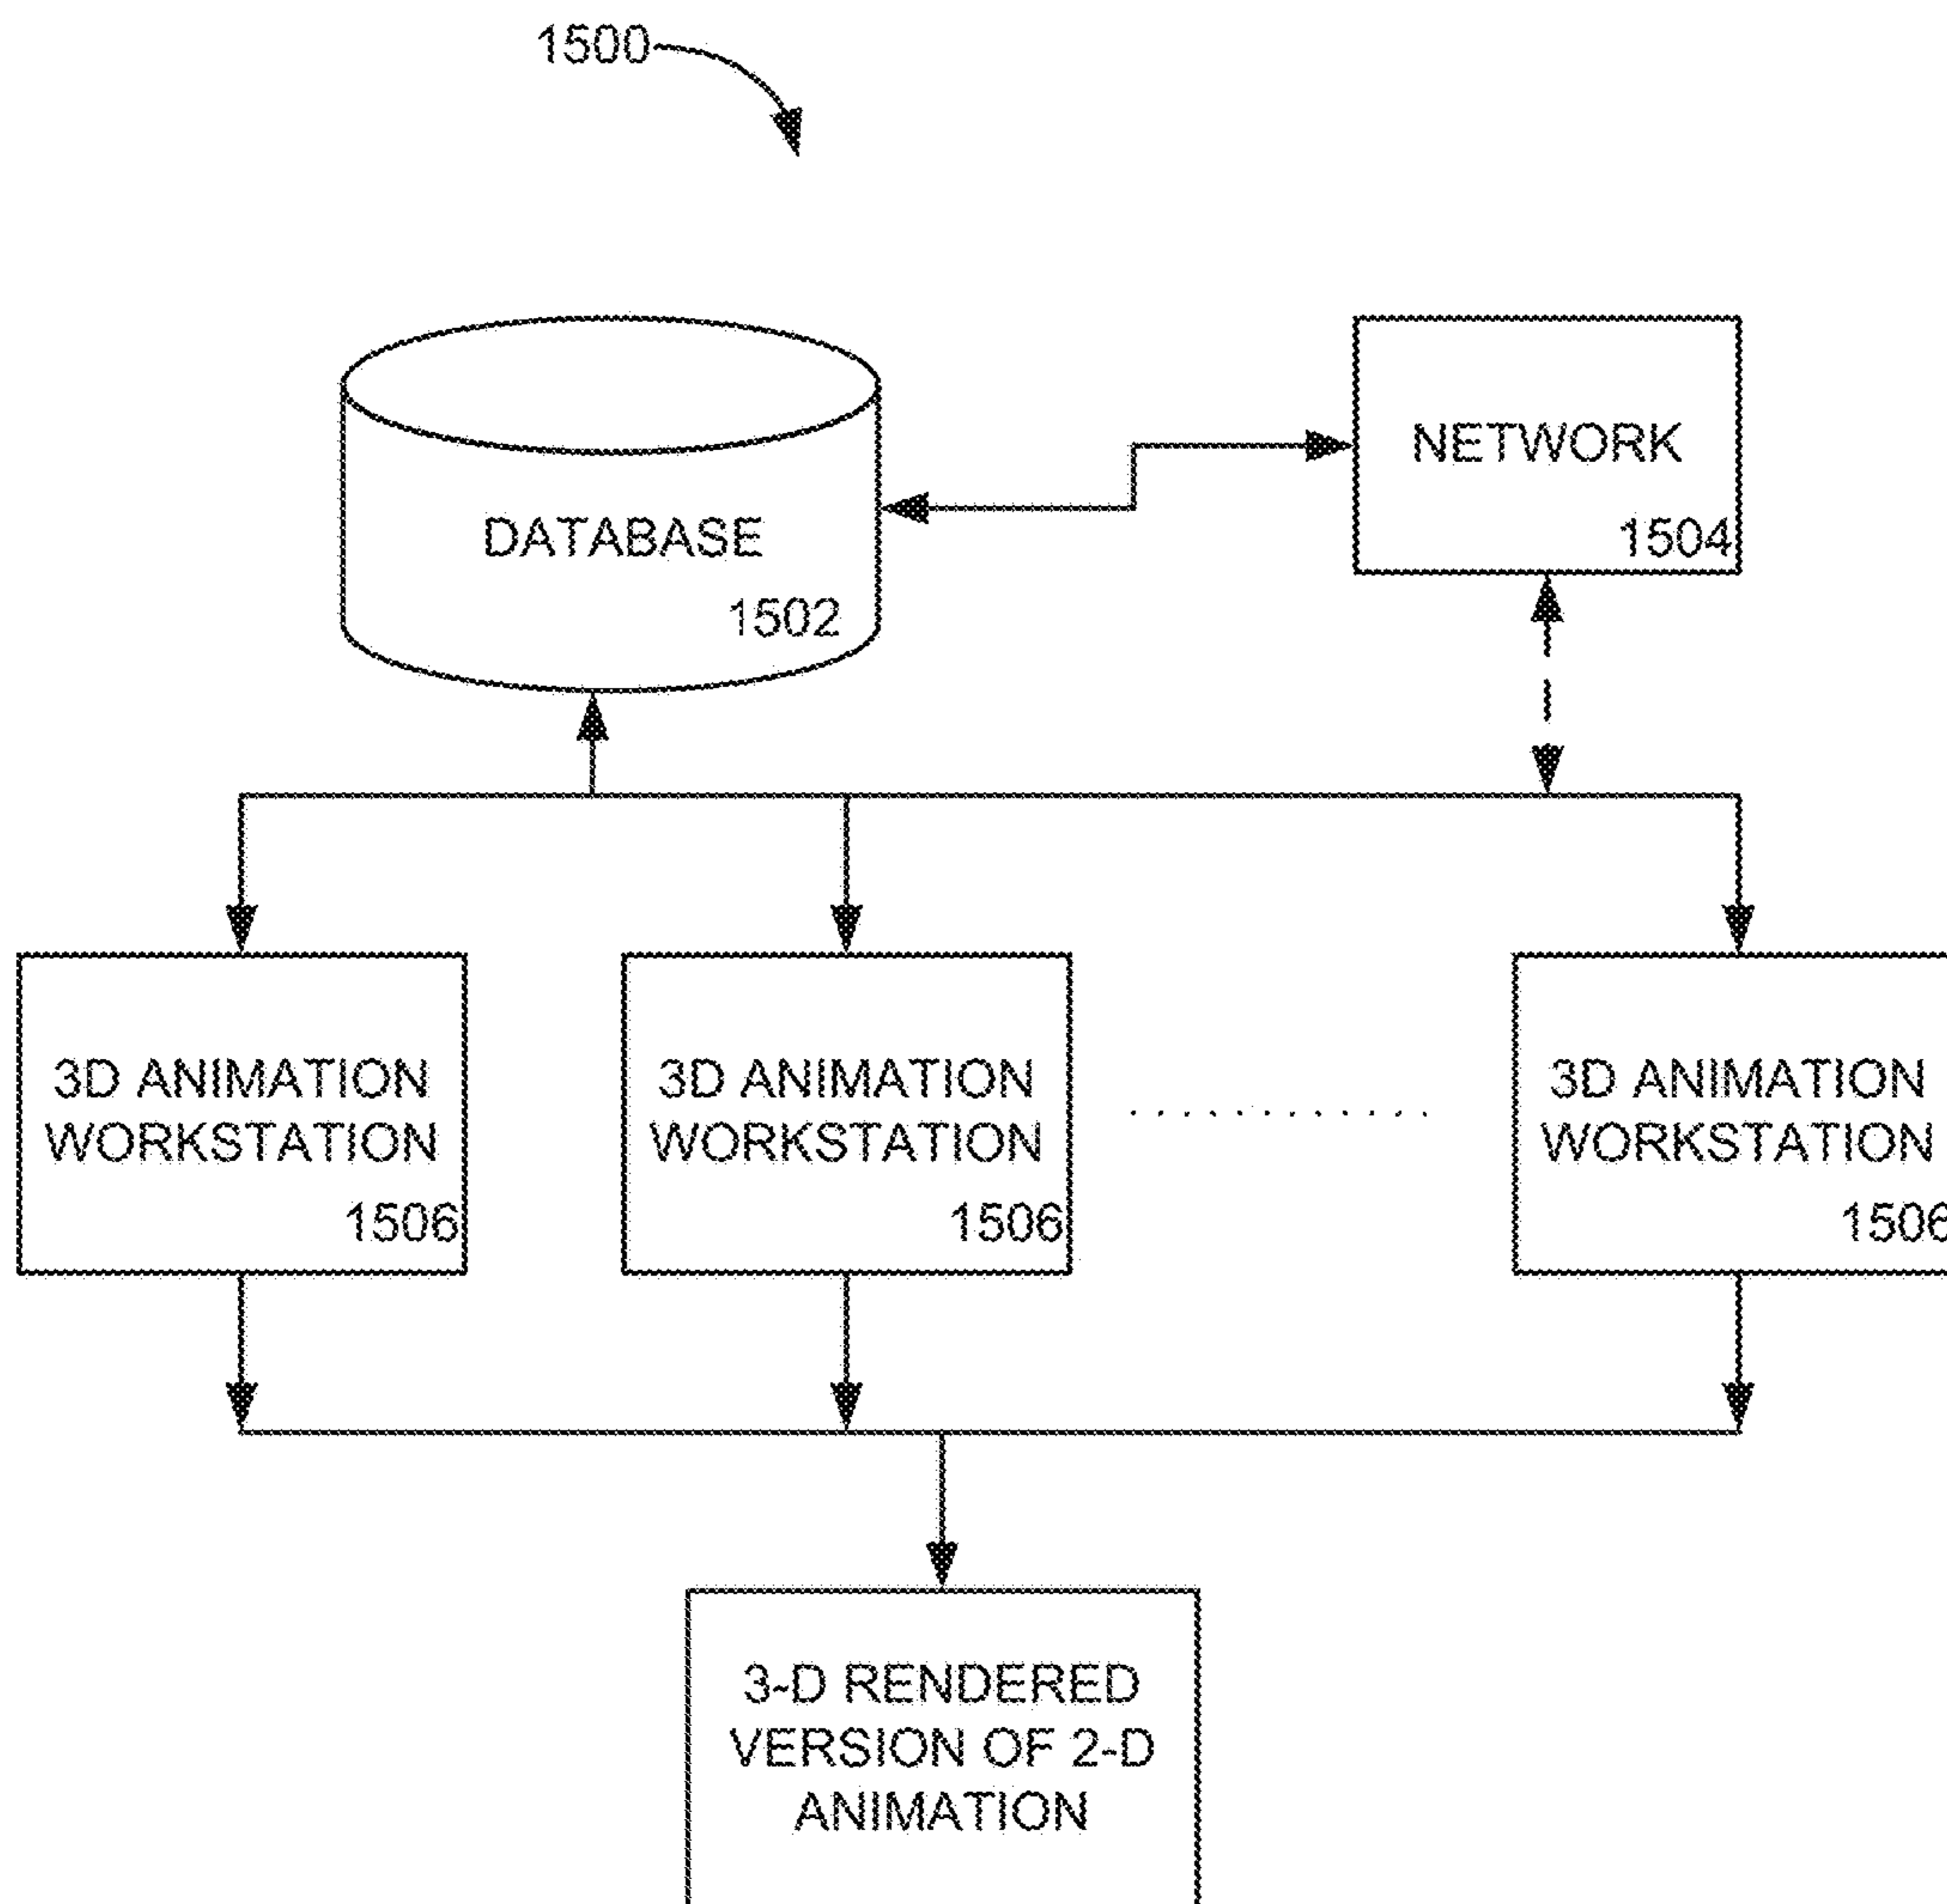 1500
DATABASE
1502
NETWORK
1504
3D ANIMATION
WORKSTATION
1506
3D ANIMATION
WORKSTATION
1506
3D ANIMATION
WORKSTATION
1506
3-D RENDERED
VERSION OF 2-D
ANIMATION